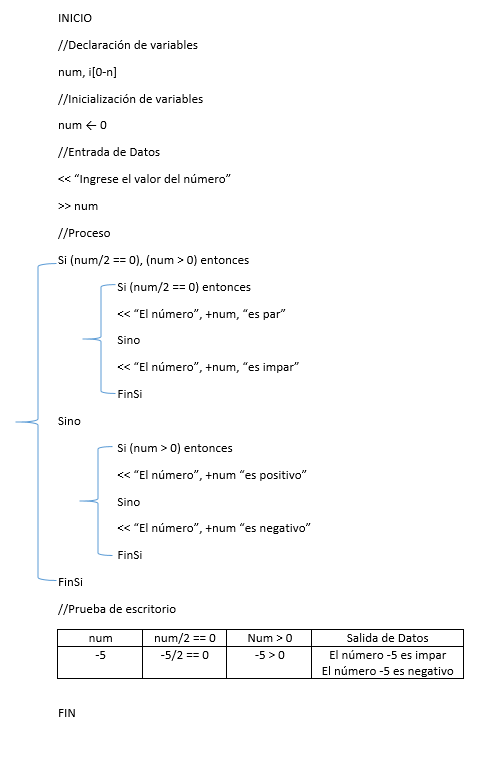 INICIO
//Declaración de variables
num, i[0-n]
//Inicialización de variables
num ← 0
//Entrada de Datos
<< “Ingrese el valor del número”
>> num
//Proceso
Si (num/2 == 0), (num > 0) entonces
Si (num/2 == 0) entonces
<< “El número”, +num, “es par”
Sino
<< “El número”, +num, “es impar”
FinSi
Sino
Si (num > 0) entonces
<< “El número”, +num “es positivo”
Sino
<< “El número”, +num “es negativo”
FinSi
FinSi
//Prueba de escritorio
num num/2 == 0 Num > 0 Salida de Datos
-5 -5/2 == 0 -5 > 0 El número -5 es impar
El número -5 es negativo
FIN